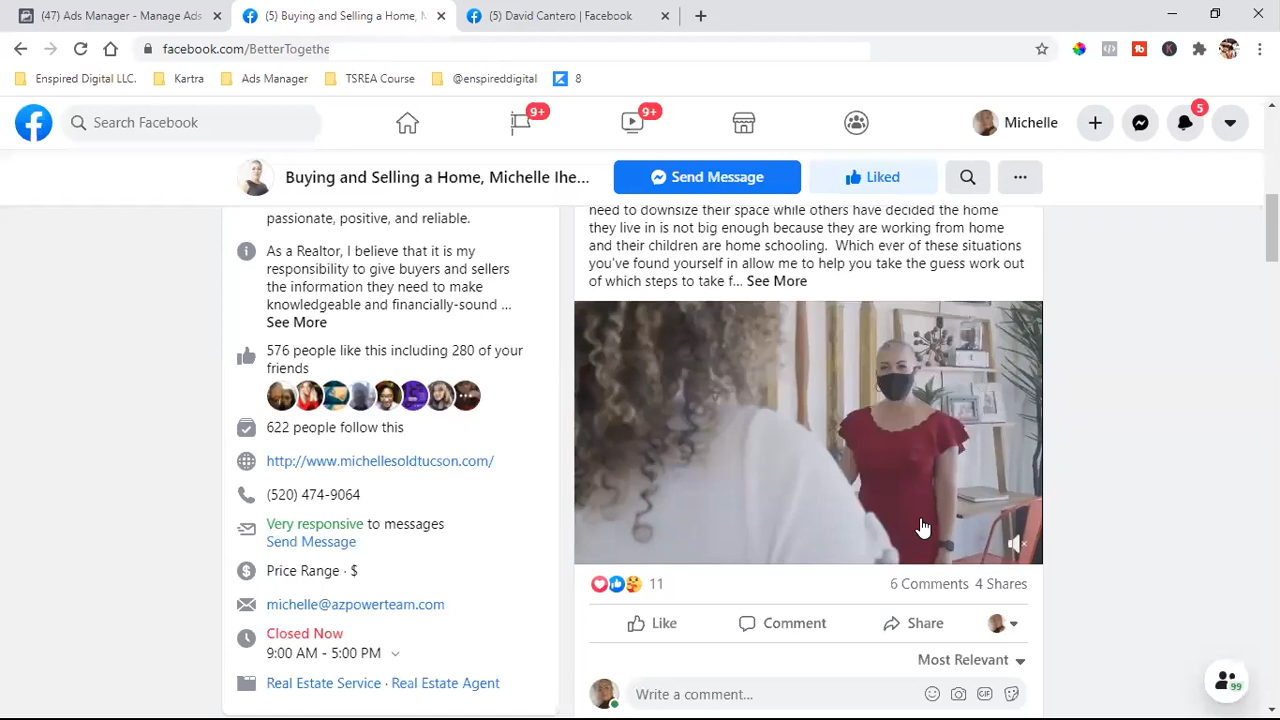 (47) Ads Manager - Manage Ads
(5) Buying and Selling a Home, M
(5) David Cantero | Facebook
facebook.com/BetterTogethe
Enspired Digital LLC.
Kartra
Ads Manager
TSREA Course
@enspireddigital
8
Search Facebook
9+
9+
Michelle
5
Buying and Selling a Home, Michelle Ihe...
Send Message
Liked
passionate, positive, and reliable.
As a Realtor, I believe that it is my
responsibility to give buyers and sellers
the information they need to make
knowledgeable and financially-sound ...
See More
576 people like this including 280 of your
friends
622 people follow this
http://www.michellesoldtucson.com/
(520) 474-9064
Very responsive to messages
Send Message
Price Range · $
michelle@azpowerteam.com
Closed Now
9:00 AM - 5:00 PM
Real Estate Service · Real Estate Agent
need to downsize their space while others have decided the home
they live in is not big enough because they are working from home
and their children are home schooling. Which ever of these situations
you've found yourself in allow me to help you take the guess work out
of which steps to take f... See More
11
6 Comments 4 Shares
Like
Comment
Share
Most Relevant
Write a comment...
GIF
99